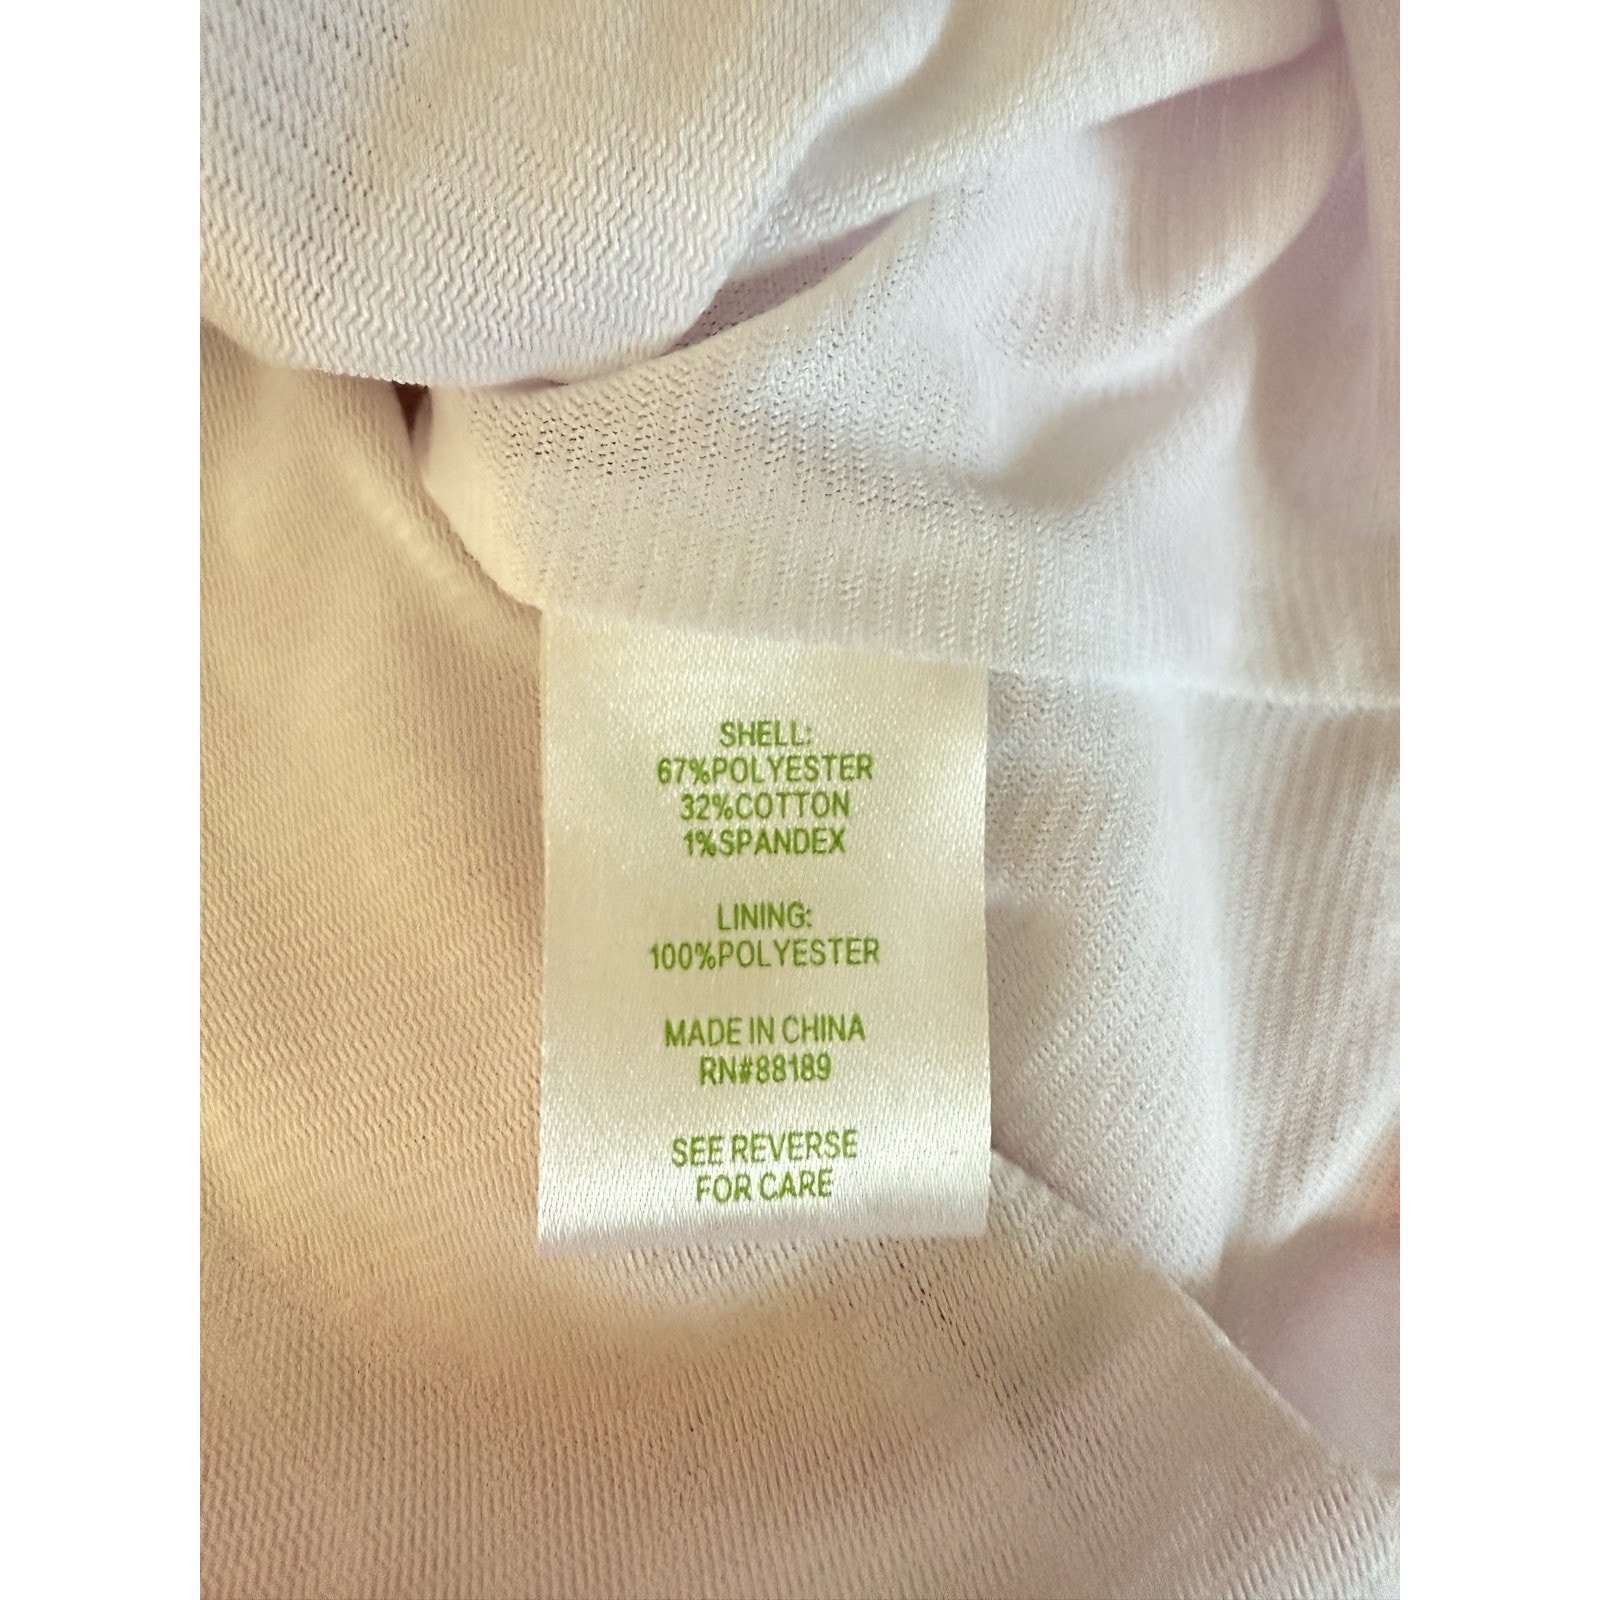 SHELL:
67%POLYESTER
32%COTTON
1%SPANDEX
LINING:
100%POLYESTER
MADE IN CHINA
RN#88189
SEE REVERSE
FOR CARE